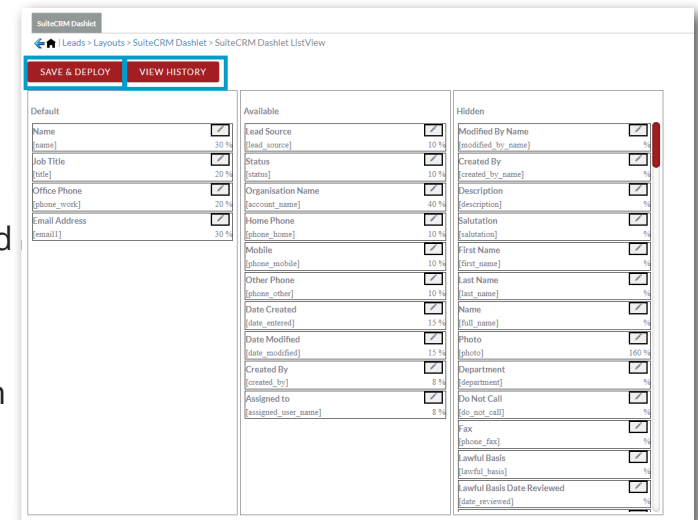 SuiteCRM Dashlet
| Leads > Layouts > SuiteCRM Dashlet > SuiteCRM Dashlet ListView
SAVE & DEPLOY VIEW HISTORY
Default
Name
[name] 30 %
Job Title
[title] 20 %
Office Phone
[phone_work] 20 %
Email Address
[email1] 30 %
Available
Lead Source
[lead_source] 10 %
Status
[status] 10 %
Organisation Name
[account_name] 40 %
Home Phone
[phone_home] 10 %
Mobile
[phone_mobile] 10 %
Other Phone
[phone_other] 10 %
Date Created
[date_entered] 15 %
Date Modified
[date_modified] 15 %
Created By
[created_by] 8 %
Assigned to
[assigned_user_name] 8 %
Hidden
Modified By Name
[modified_by_name] %
Created By
[created_by_name] %
Description
[description] %
Salutation
[salutation] %
First Name
[first_name] %
Last Name
[last_name] %
Name
[full_name] %
Photo
[photo] 160 %
Department
[department] %
Do Not Call
[do_not_call] %
Fax
[phone_fax] %
Lawful Basis
[lawful_basis] %
Lawful Basis Date Reviewed
[date_reviewed] %